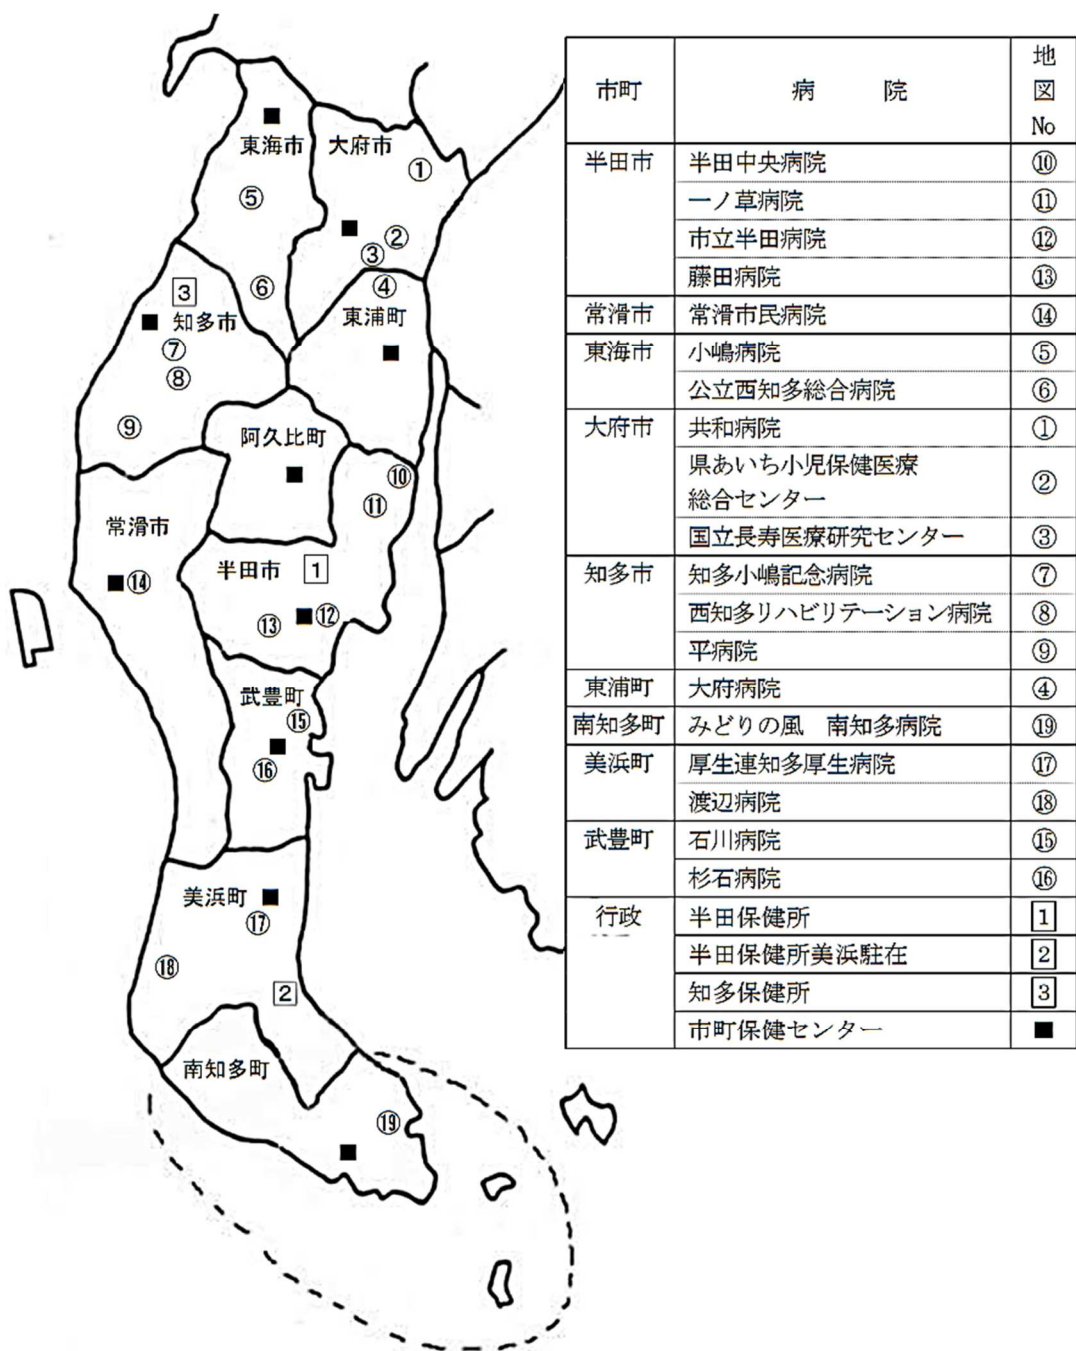 東海市
大府市
①
⑤
②
③
⑥
④
3
知多市
東浦町
⑦
⑧
⑨
阿久比町
⑩
⑪
常滑市
半田市
1
⑭
⑬
⑫
武豊町
⑮
⑯
美浜町
⑰
⑱
2
南知多町
⑲
市町 病院 地図No
半田市 半田中央病院 ⑩
一ノ草病院 ⑪
市立半田病院 ⑫
藤田病院 ⑬
常滑市 常滑市民病院 ⑭
東海市 小嶋病院 ⑤
公立西知多総合病院 ⑥
大府市 共和病院 ①
県あいち小児保健医療
総合センター ②
国立長寿医療研究センター ③
知多市 知多小嶋記念病院 ⑦
西知多リハビリテーション病院 ⑧
平病院 ⑨
東浦町 大府病院 ④
南知多町 みどりの風 南知多病院 ⑲
美浜町 厚生連知多厚生病院 ⑰
渡辺病院 ⑱
武豊町 石川病院 ⑮
杉石病院 ⑯
行政 半田保健所 1
半田保健所美浜駐在 2
知多保健所 3
市町保健センター ■